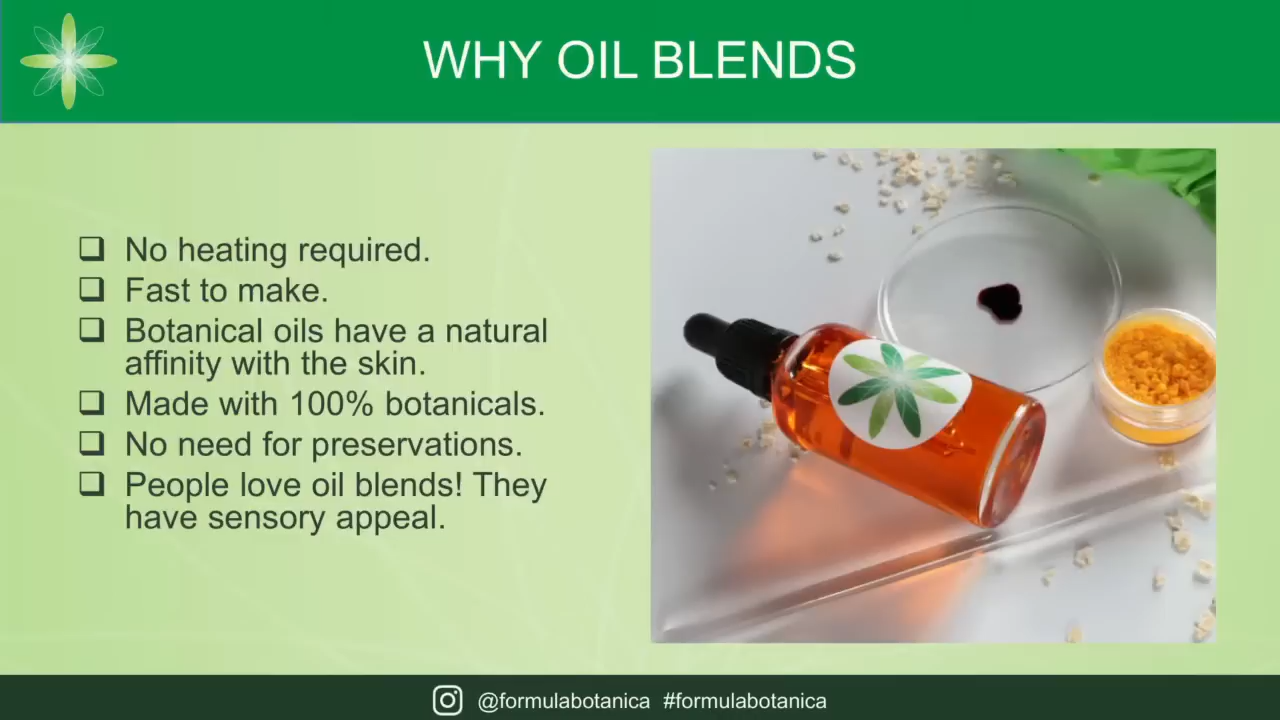 WHY OIL BLENDS
❑ No heating required.
❑ Fast to make.
❑ Botanical oils have a natural
affinity with the skin.
❑ Made with 100% botanicals.
❑ No need for preservations.
❑ People love oil blends! They
have sensory appeal.
@formulabotanica #formulabotanica